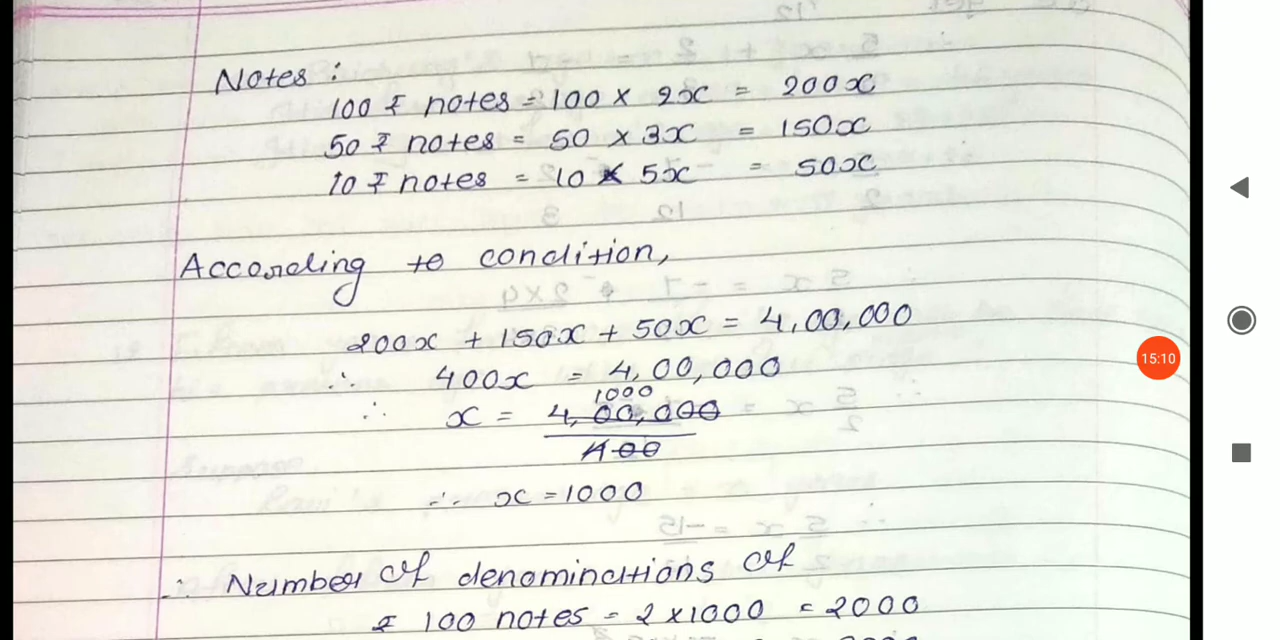 Notes :
100 ₹ notes = 100 × 2x = 200x
50 ₹ notes = 50 × 3x = 150x
10 ₹ notes = 10 × 5x = 50x
According to condition,
200x + 150x + 50x = 4,00,000
∴ 400x = 4,00,000
1000
∴ x = 4,00,000
400
∴ x = 1000
15:10
∴ Number of denominations of
₹ 100 notes = 2 × 1000 = 2000